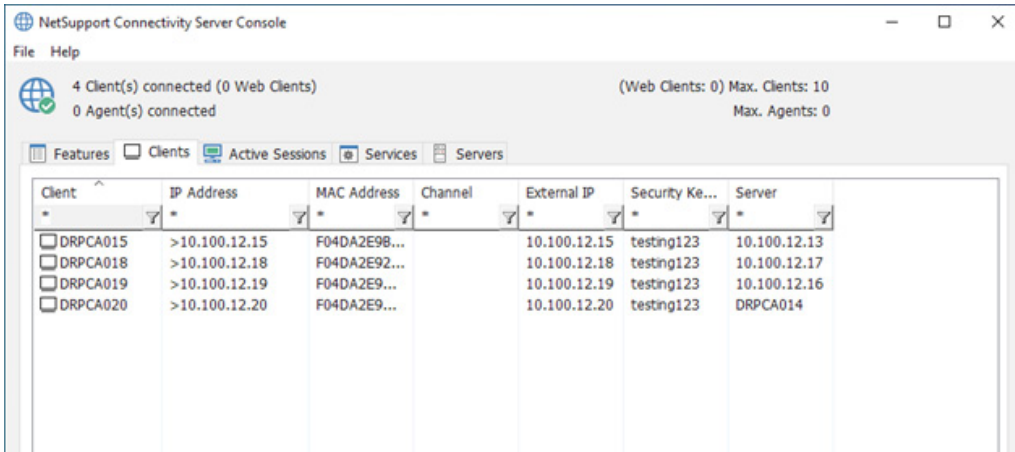 NetSupport Connectivity Server Console
File Help
4 Client(s) connected (0 Web Clients) (Web Clients: 0) Max. Clients: 10
0 Agent(s) connected Max. Agents: 0
Features Clients Active Sessions Services Servers
Client IP Address MAC Address Channel External IP Security Ke... Server
* * * * * * *
DRPCA015 >10.100.12.15 F04DA2E9B... 10.100.12.15 testing123 10.100.12.13
DRPCA018 >10.100.12.18 F04DA2E92... 10.100.12.18 testing123 10.100.12.17
DRPCA019 >10.100.12.19 F04DA2E9... 10.100.12.19 testing123 10.100.12.16
DRPCA020 >10.100.12.20 F04DA2E9... 10.100.12.20 testing123 DRPCA014